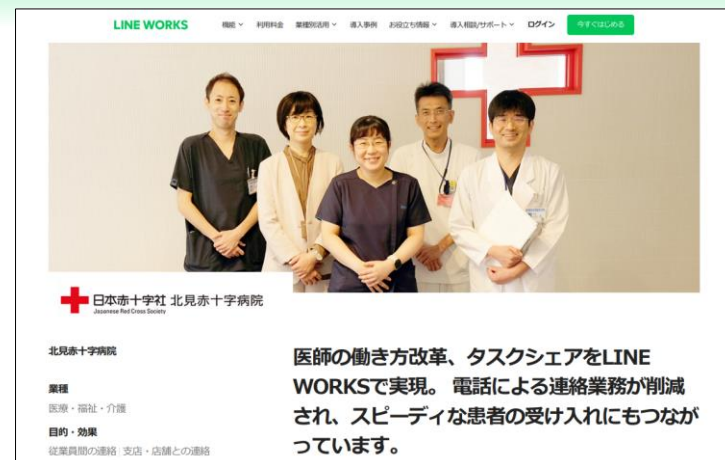 LINE WORKS 機能 利用料金 業種別活用 導入事例 お役立ち情報 導入相談/サポート ログイン 今すぐはじめる
日本赤十字社 北見赤十字病院
Japanese Red Cross Society
北見赤十字病院
業種
医療・福祉・介護
目的・効果
従業員間の連絡 支店・店舗との連絡
医師の働き方改革、タスクシェアをLINE
WORKSで実現。 電話による連絡業務が削減
され、スピーディな患者の受け入れにもつなが
っています。